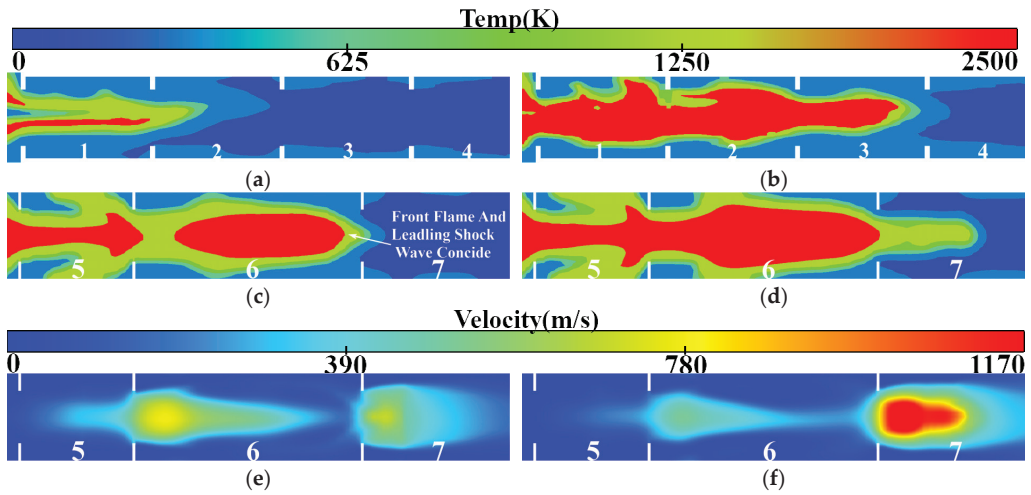 Temp(K)
0 625 1250 2500
1 2 3 4
1 2 3 4
(a) (b)
Front Flame And
Leadling Shock
Wave Concide
5 6 7
5 6 7
(c) (d)
Velocity(m/s)
0 390 780 1170
5 6 7
5 6 7
(e) (f)